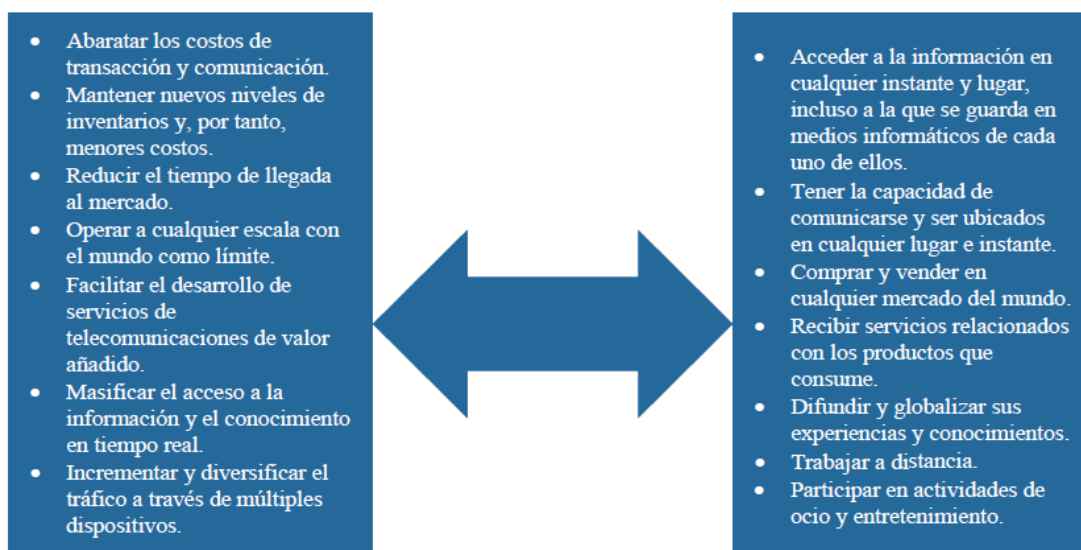 • Abaratar los costos de
transacción y comunicación.
• Mantener nuevos niveles de
inventarios y, por tanto,
menores costos.
• Reducir el tiempo de llegada
al mercado.
• Operar a cualquier escala con
el mundo como límite.
• Facilitar el desarrollo de
servicios de
telecomunicaciones de valor
añadido.
• Masificar el acceso a la
información y el conocimiento
en tiempo real.
• Incrementar y diversificar el
tráfico a través de múltiples
dispositivos.
• Acceder a la información en
cualquier instante y lugar,
incluso a la que se guarda en
medios informáticos de cada
uno de ellos.
• Tener la capacidad de
comunicarse y ser ubicados
en cualquier lugar e instante.
• Comprar y vender en
cualquier mercado del mundo.
• Recibir servicios relacionados
con los productos que
consume.
• Difundir y globalizar sus
experiencias y conocimientos.
• Trabajar a distancia.
• Participar en actividades de
ocio y entretenimiento.